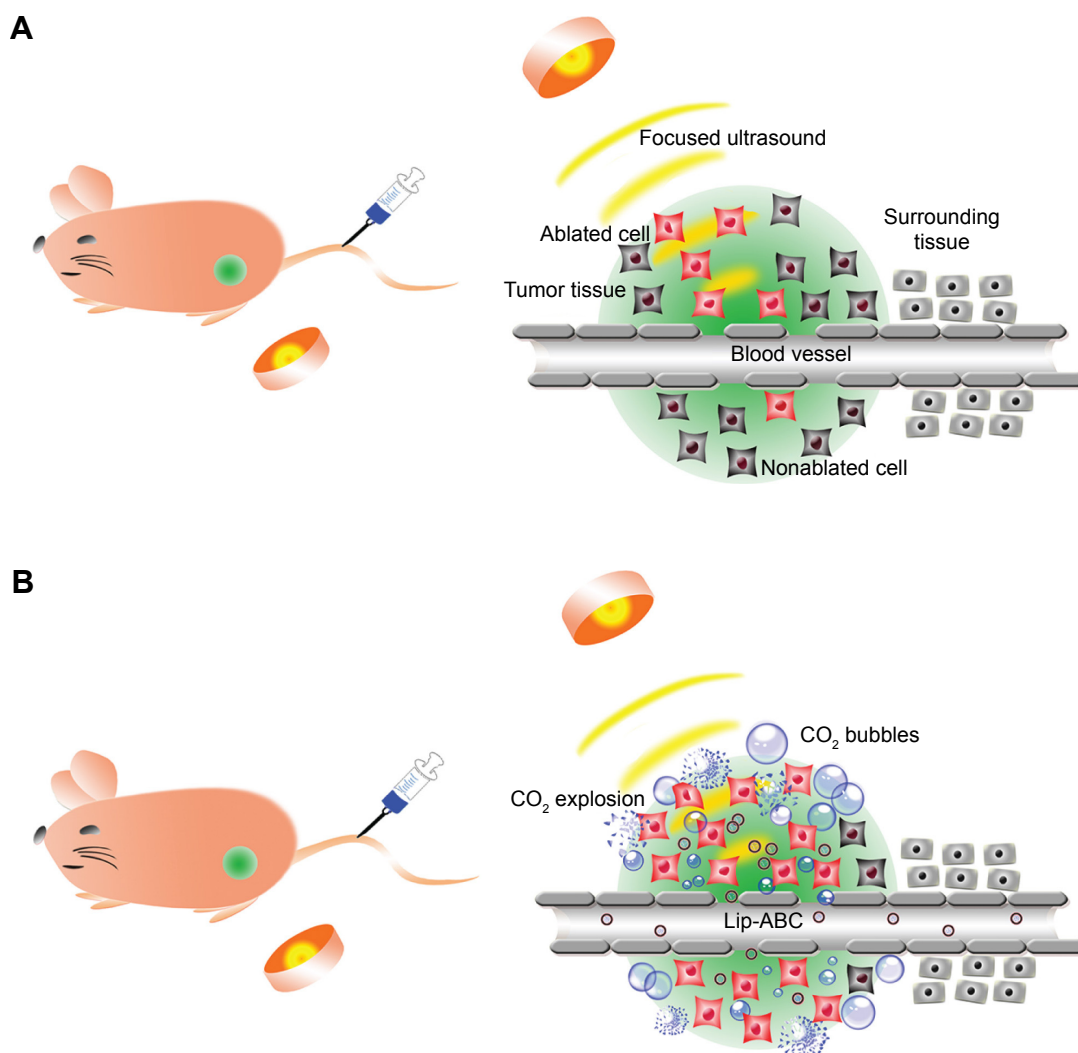 A
Focused ultrasound
Surrounding
tissue
Ablated cell
Tumor tissue
Blood vessel
Nonablated cell
B
CO₂ bubbles
CO₂ explosion
Lip-ABC